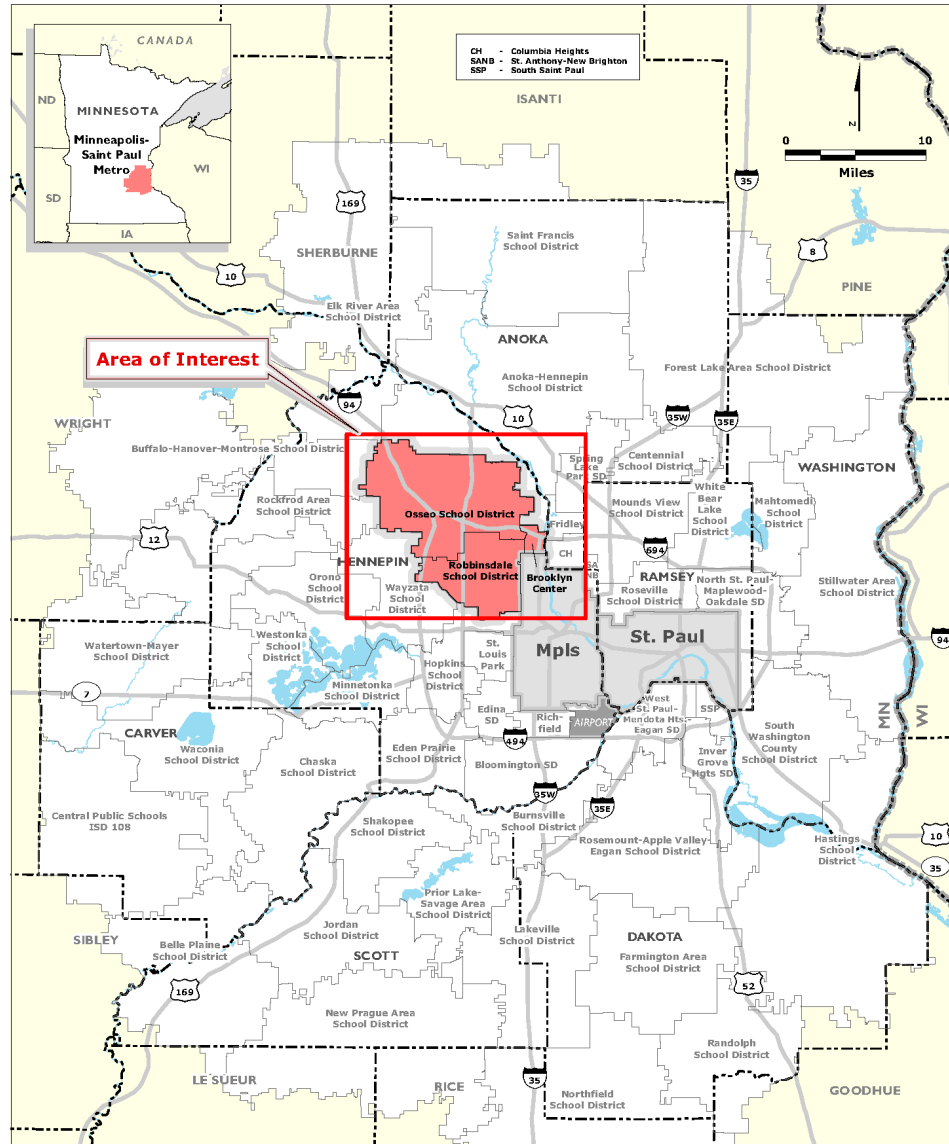 CANADA
ND
MINNESOTA
Minneapolis-
Saint Paul
Metro
WI
SD
IA
CH - Columbia Heights
SANB - St. Anthony-New Brighton
SSP - South Saint Paul
ISANTI
z
0 10
Miles
35
169
8
Saint Francis
School District
SHERBURNE
10
PINE
Elk River Area
School District
ANOKA
Area of Interest
Forest Lake Area School District
Anoka-Hennepin
School District
94
10
35W
35E
WRIGHT
Buffalo-Hanover-Montrose School District
Spring
Lake
Park SD
Centennial
School District
WASHINGTON
Rockfrod Area
School District
Mounds View
School District
White
Bear
Lake
School
District
Mahtomedi
School
District
Osseo School District
Fridley
12
CH
694
HENNEPIN
Robbinsdale
School District
Brooklyn
Center
SA
NB
RAMSEY
Orono
School
District
Wayzata
School
District
Roseville
School District
North St. Paul-
Maplewood-
Oakdale SD
Stillwater Area
School District
94
Westonka
School
District
St.
Louis
Park
Mpls
St. Paul
Watertown-Mayer
School District
Hopkins
School
District
7
Minnetonka
School District
West
St. Paul-
Mendota Hts.-
Eagan SD
SSP
MN
WI
Edina
SD
Rich-
field
AIRPORT
South
Washington
County
School District
CARVER
Waconia
School District
494
Eden Prairie
School District
Inver
Grove
Hgts SD
Chaska
School District
Bloomington SD
35W
35E
Central Public Schools
ISD 108
Shakopee
School District
Burnsville
School District
Rosemount-Apple Valley-
Eagan School District
Hastings
School
District
10
35
Prior Lake-
Savage Area
School District
SIBLEY
Belle Plaine
School District
Jordan
School District
SCOTT
Lakeville
School District
DAKOTA
Farmington Area
School District
169
52
New Prague Area
School District
Randolph
School District
LE SUEUR
RICE
35
Northfield
School District
GOODHUE